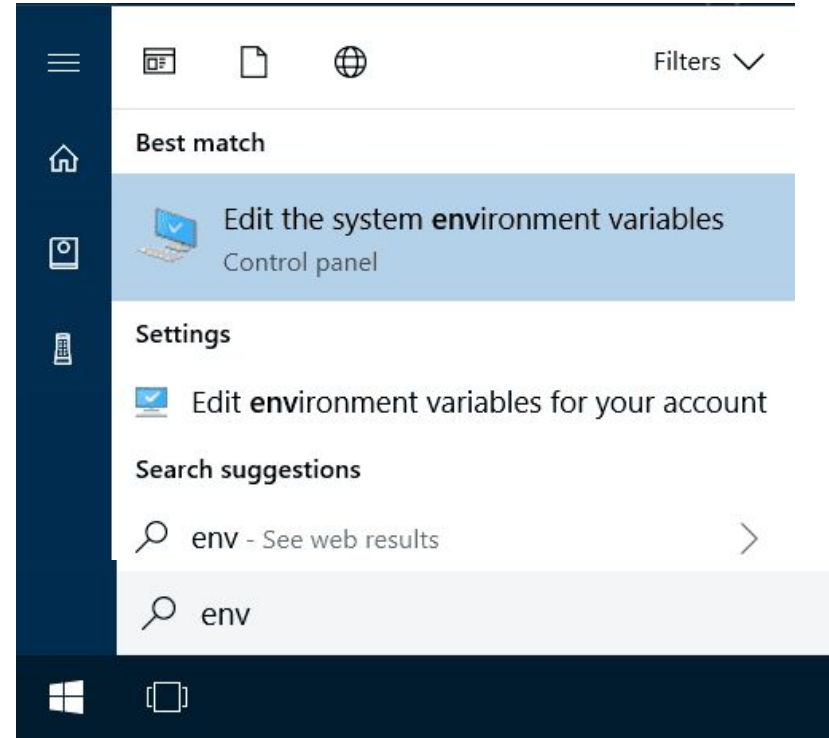 Filters
Best match
Edit the system environment variables
Control panel
Settings
Edit environment variables for your account
Search suggestions
env - See web results
env